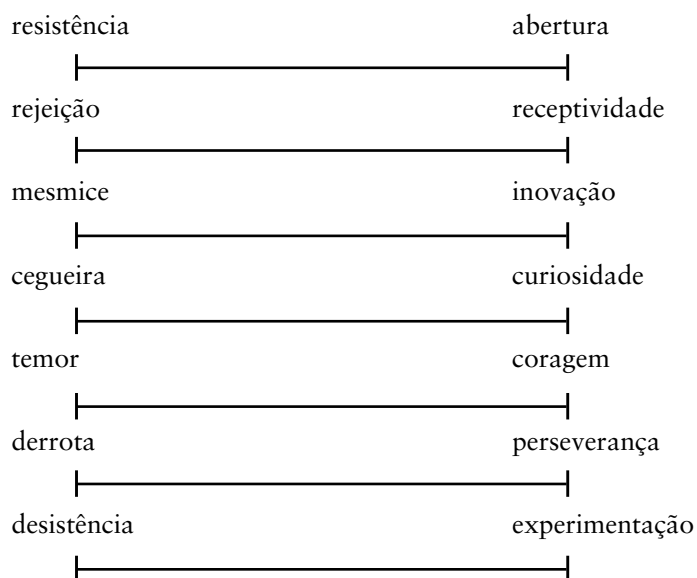 resistência abertura
rejeição receptividade
mesmice inovação
cegueira curiosidade
temor coragem
derrota perseverança
desistência experimentação